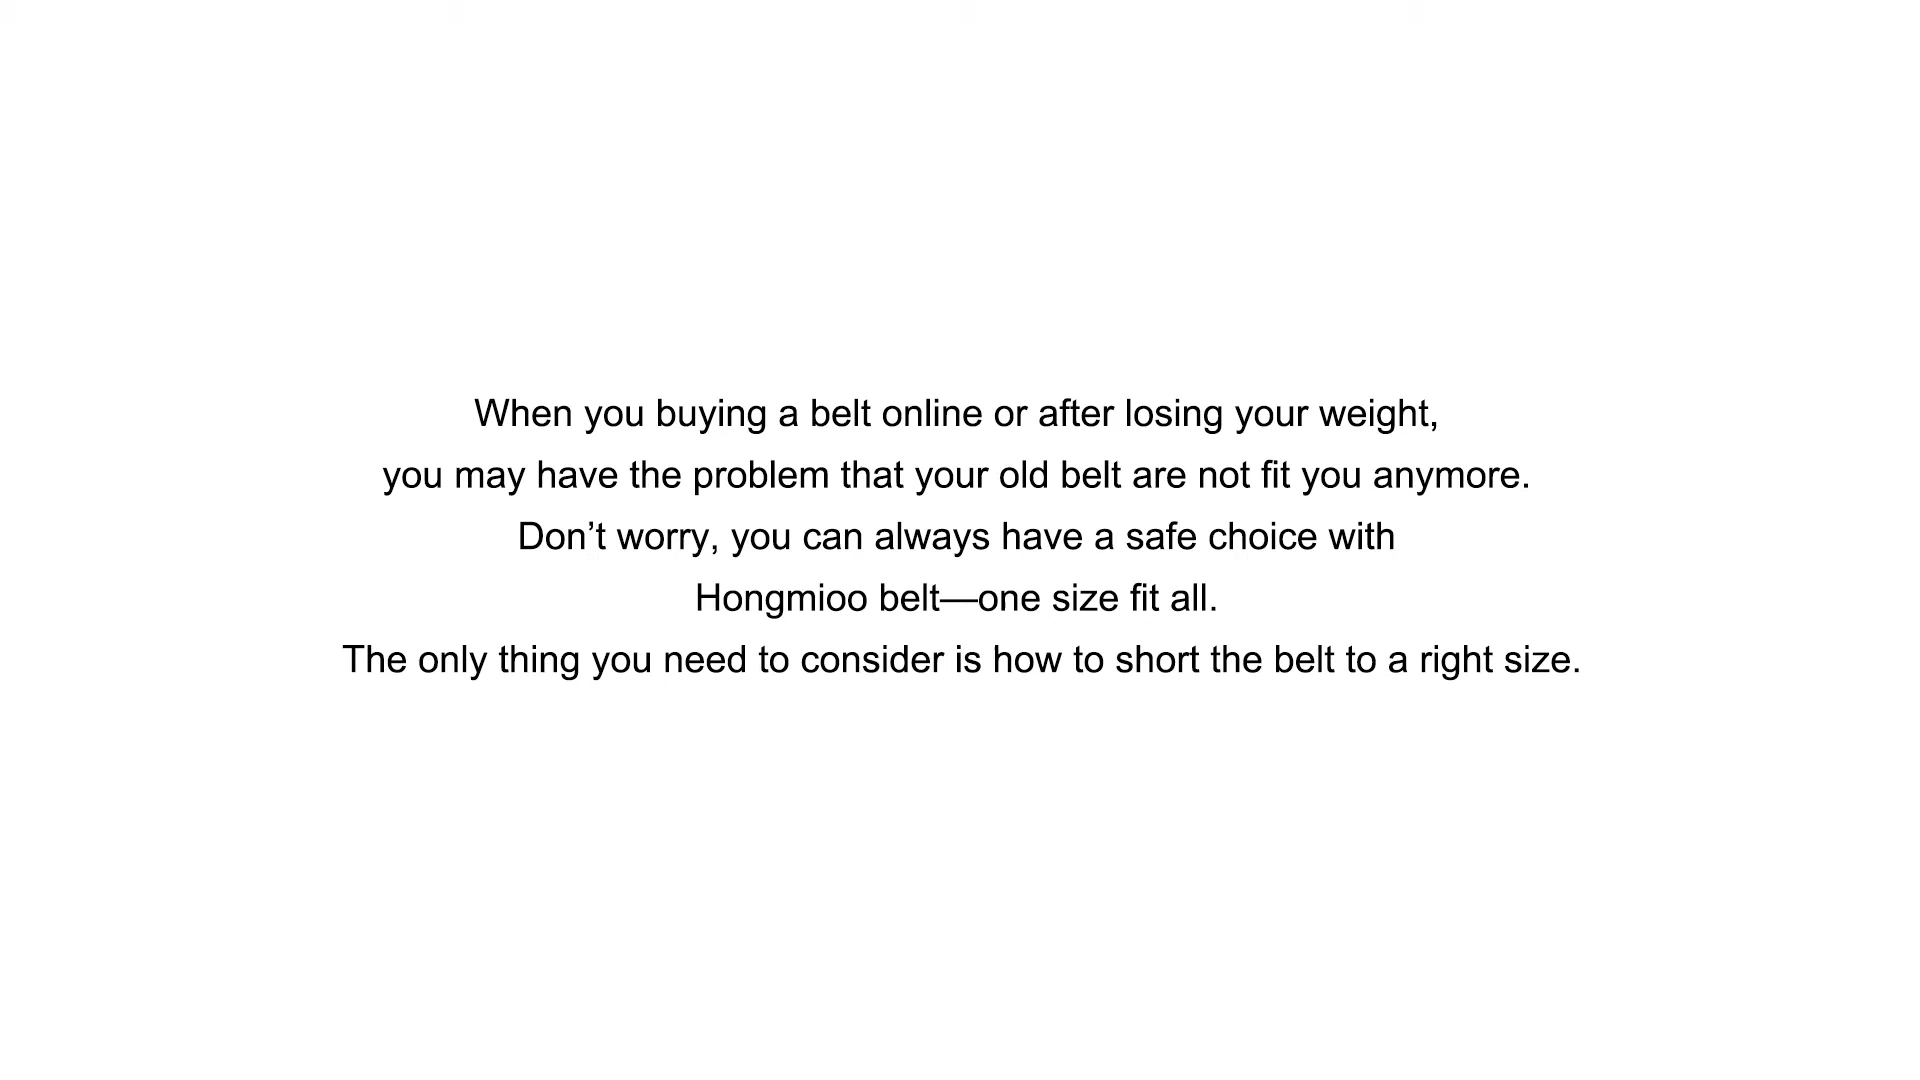 When you buying a belt online or after losing your weight,
you may have the problem that your old belt are not fit you anymore.
Don’t worry, you can always have a safe choice with
Hongmioo belt—one size fit all.
The only thing you need to consider is how to short the belt to a right size.